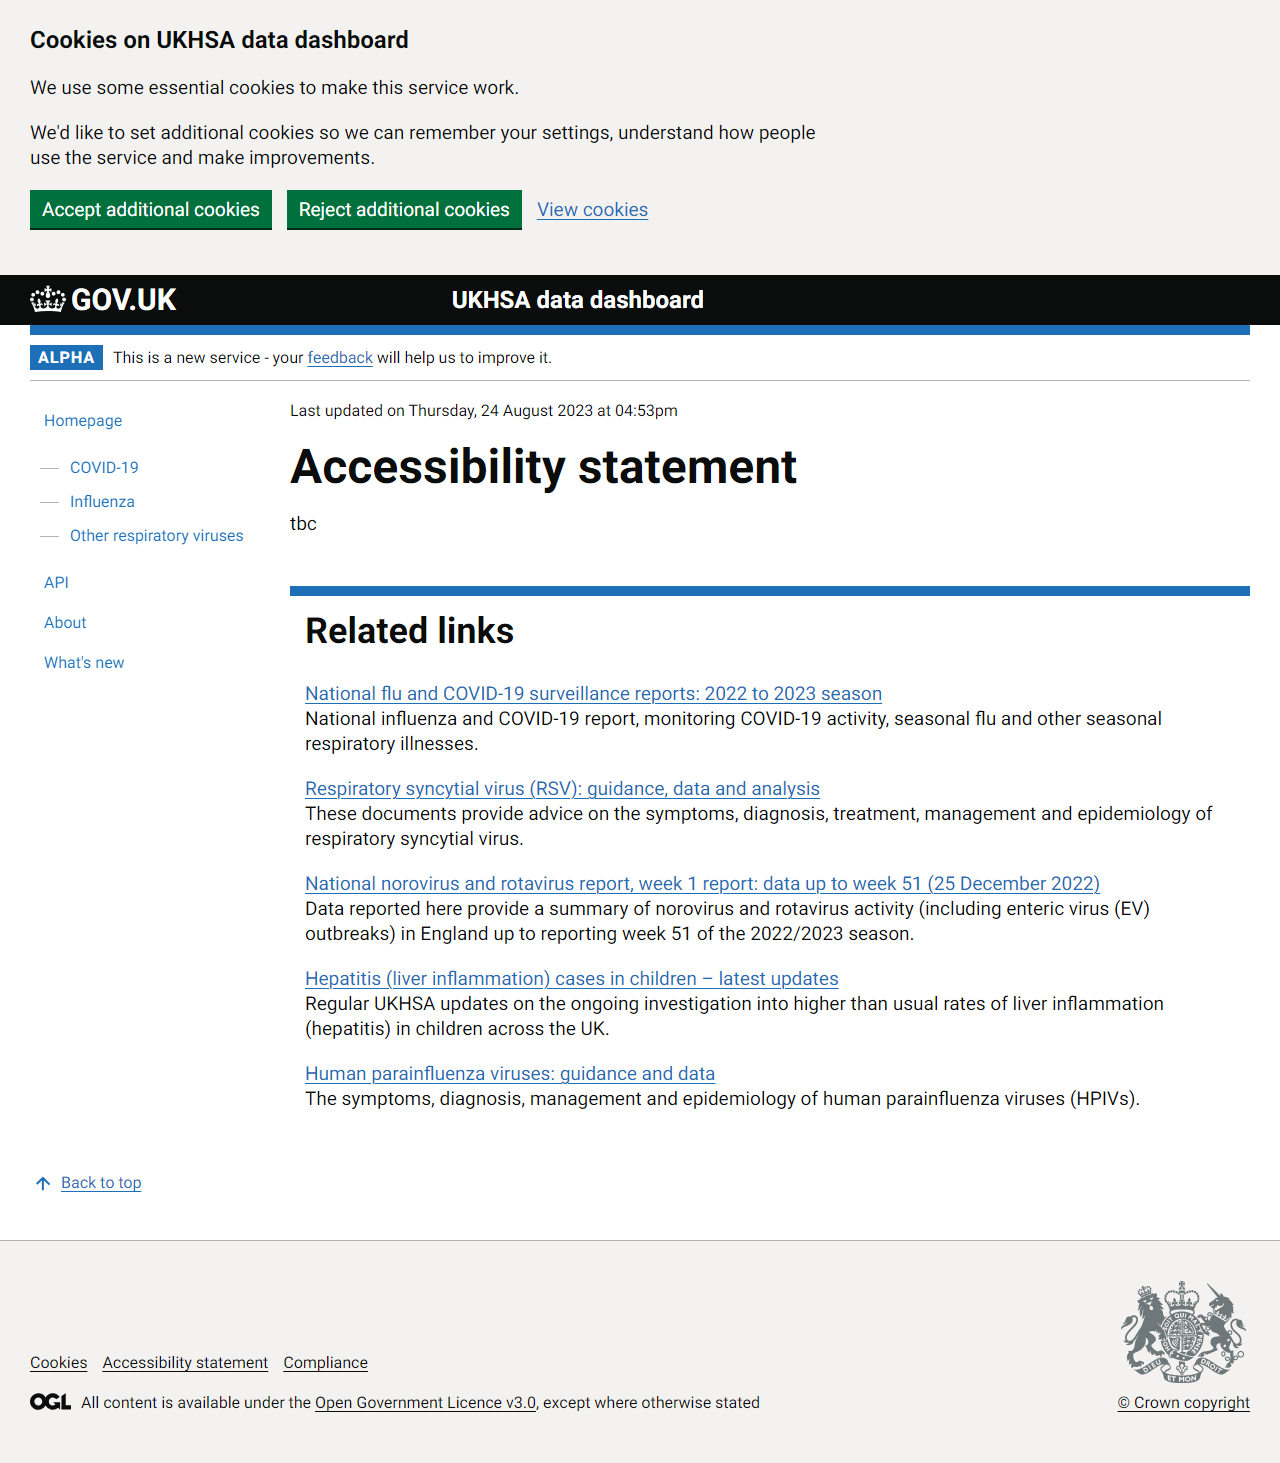 Cookies on UKHSA data dashboard
We use some essential cookies to make this service work.
We'd like to set additional cookies so we can remember your settings, understand how people
use the service and make improvements.
Accept additional cookies Reject additional cookies View cookies
GOV.UK UKHSA data dashboard
ALPHA This is a new service - your feedback will help us to improve it.
Homepage
COVID-19
Influenza
Other respiratory viruses
API
About
What's new
Last updated on Thursday, 24 August 2023 at 04:53pm
Accessibility statement
tbc
Related links
National flu and COVID-19 surveillance reports: 2022 to 2023 season
National influenza and COVID-19 report, monitoring COVID-19 activity, seasonal flu and other seasonal
respiratory illnesses.
Respiratory syncytial virus (RSV): guidance, data and analysis
These documents provide advice on the symptoms, diagnosis, treatment, management and epidemiology of
respiratory syncytial virus.
National norovirus and rotavirus report, week 1 report: data up to week 51 (25 December 2022)
Data reported here provide a summary of norovirus and rotavirus activity (including enteric virus (EV)
outbreaks) in England up to reporting week 51 of the 2022/2023 season.
Hepatitis (liver inflammation) cases in children – latest updates
Regular UKHSA updates on the ongoing investigation into higher than usual rates of liver inflammation
(hepatitis) in children across the UK.
Human parainfluenza viruses: guidance and data
The symptoms, diagnosis, management and epidemiology of human parainfluenza viruses (HPIVs).
Back to top
Cookies Accessibility statement Compliance
OGL All content is available under the Open Government Licence v3.0, except where otherwise stated
DIEU ET MON DROIT
© Crown copyright